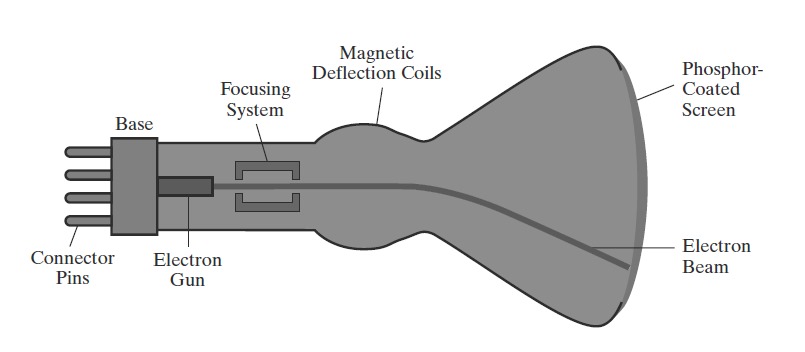 Magnetic
Deflection Coils
Phosphor-
Coated
Screen
Focusing
System
Base
Connector
Pins
Electron
Gun
Electron
Beam